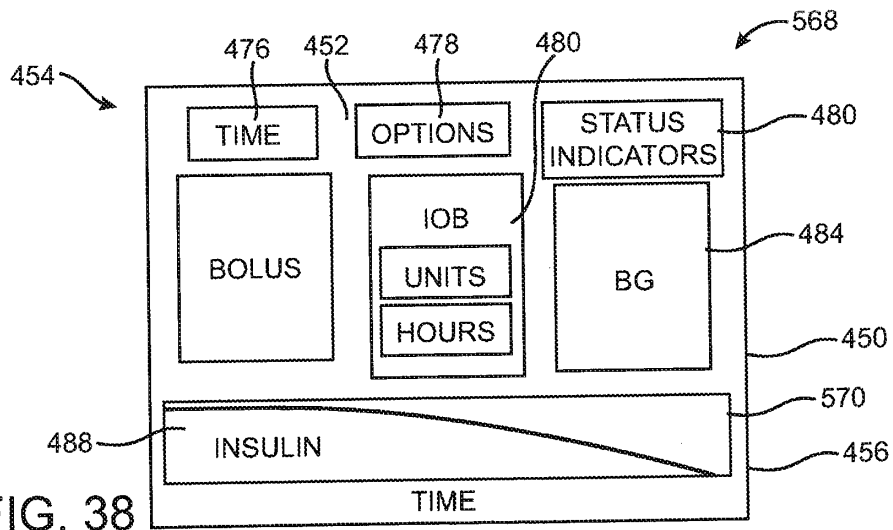 568
476
452
478
480
454
TIME
OPTIONS
STATUS
INDICATORS
480
BOLUS
IOB
UNITS
HOURS
BG
484
450
570
488
INSULIN
456
TIME
FIG. 38